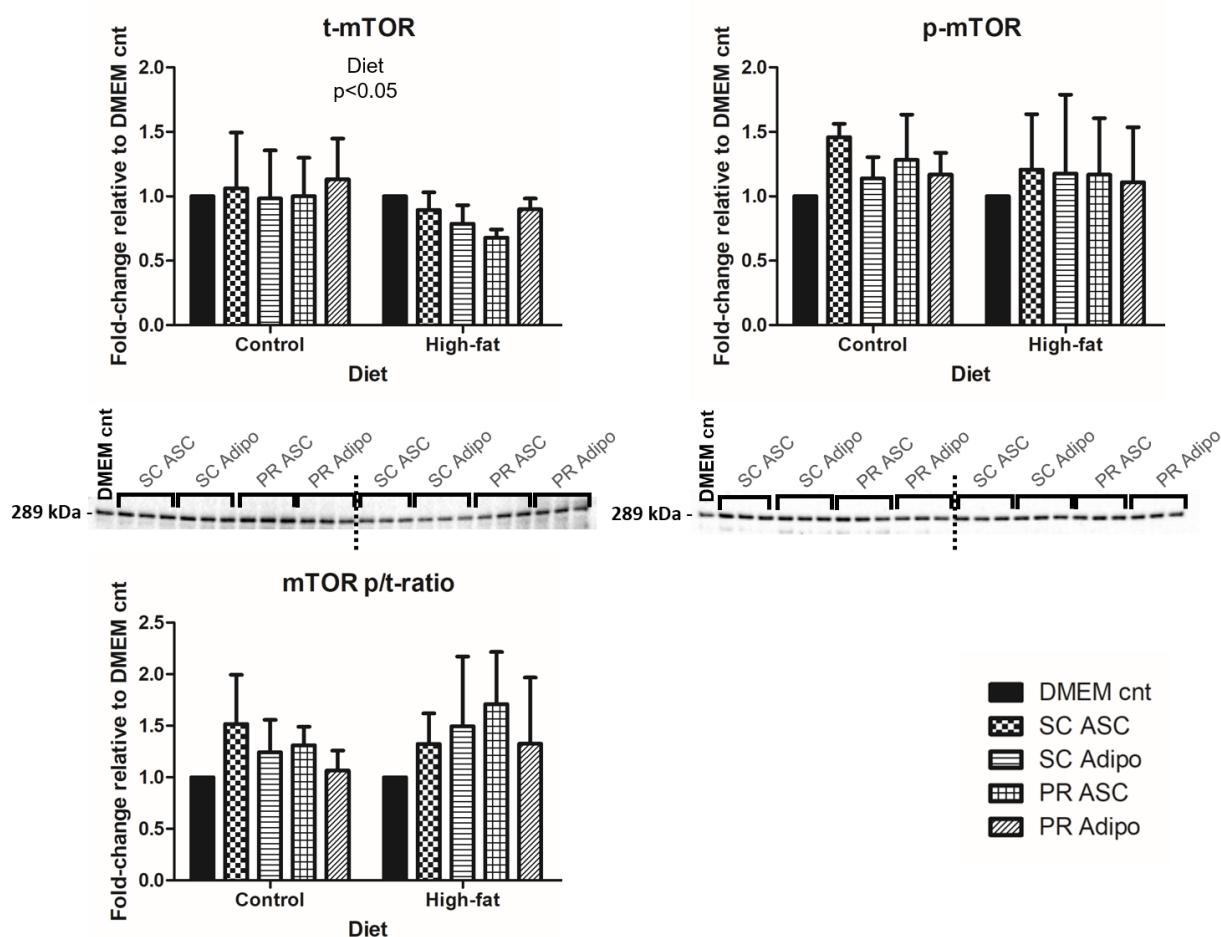 t-mTOR
Fold-change relative to DMEM cnt
2.0
1.5
1.0
0.5
0.0
Diet
p<0.05
Control
High-fat
Diet
p-mTOR
Fold-change relative to DMEM cnt
2.0
1.5
1.0
0.5
0.0
Control
High-fat
Diet
DMEM cnt
SC ASC
SC Adipo
PR ASC
PR Adipo
SC ASC
SC Adipo
PR ASC
PR Adipo
289 kDa -
DMEM cnt
SC ASC
SC Adipo
PR ASC
PR Adipo
SC ASC
SC Adipo
PR ASC
PR Adipo
289 kDa -
mTOR p/t-ratio
Fold-change relative to DMEM cnt
2.5
2.0
1.5
1.0
0.5
0.0
Control
High-fat
Diet
DMEM cnt
SC ASC
SC Adipo
PR ASC
PR Adipo